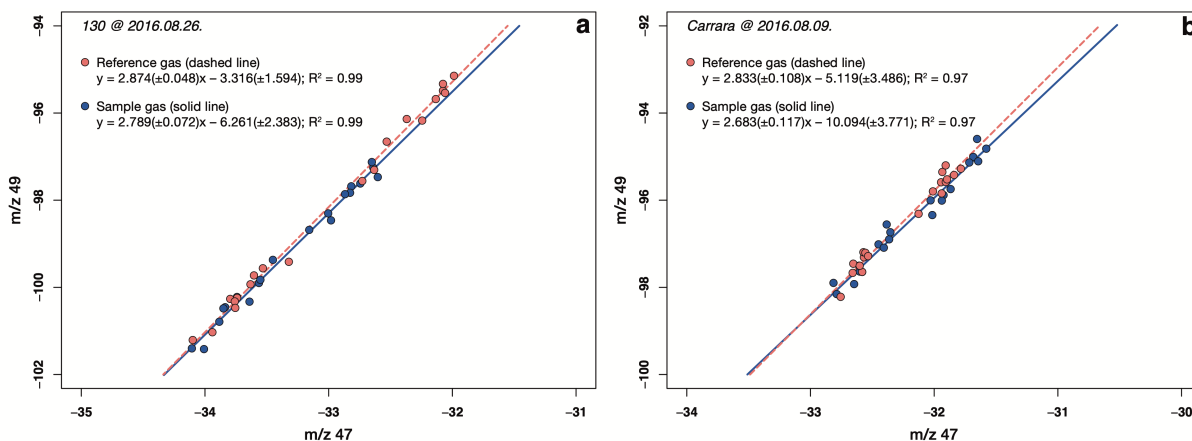 130 @ 2016.08.26.
a
Reference gas (dashed line)
y = 2.874(±0.048)x − 3.316(±1.594); R² = 0.99
Sample gas (solid line)
y = 2.789(±0.072)x − 6.261(±2.383); R² = 0.99
m/z 49
−94
−96
−98
−100
−102
−35
−34
−33
−32
−31
m/z 47
Carrara @ 2016.08.09.
b
Reference gas (dashed line)
y = 2.833(±0.108)x − 5.119(±3.486); R² = 0.97
Sample gas (solid line)
y = 2.683(±0.117)x − 10.094(±3.771); R² = 0.97
m/z 49
−92
−94
−96
−98
−100
−34
−33
−32
−31
−30
m/z 47